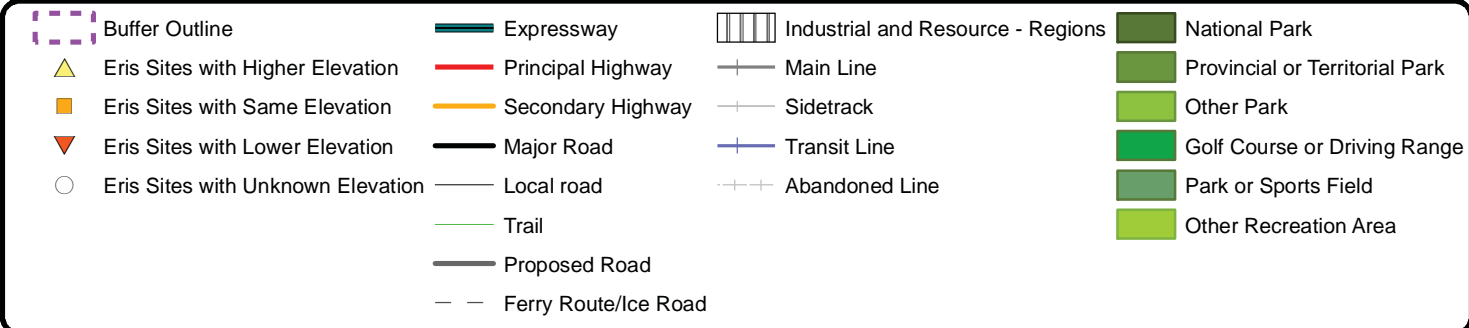 Buffer Outline
Eris Sites with Higher Elevation
Eris Sites with Same Elevation
Eris Sites with Lower Elevation
Eris Sites with Unknown Elevation
Expressway
Principal Highway
Secondary Highway
Major Road
Local road
Trail
Proposed Road
Ferry Route/Ice Road
Industrial and Resource - Regions
Main Line
Sidetrack
Transit Line
Abandoned Line
National Park
Provincial or Territorial Park
Other Park
Golf Course or Driving Range
Park or Sports Field
Other Recreation Area